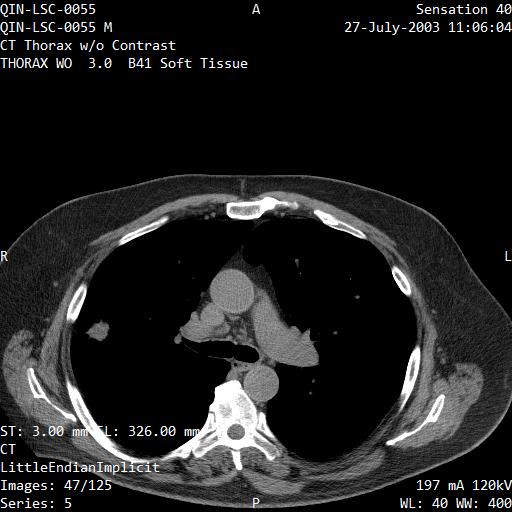 QIN-LSC-0055 A Sensation 40
QIN-LSC-0055 M 27-July-2003 11:06:04
CT Thorax w/o Contrast
THORAX WO 3.0 B41 Soft Tissue
R L
ST: 3.00 mm SL: 326.00 mm
CT
LittleEndianImplicit
Images: 47/125 197 mA 120kV
Series: 5 P WL: 40 WW: 400